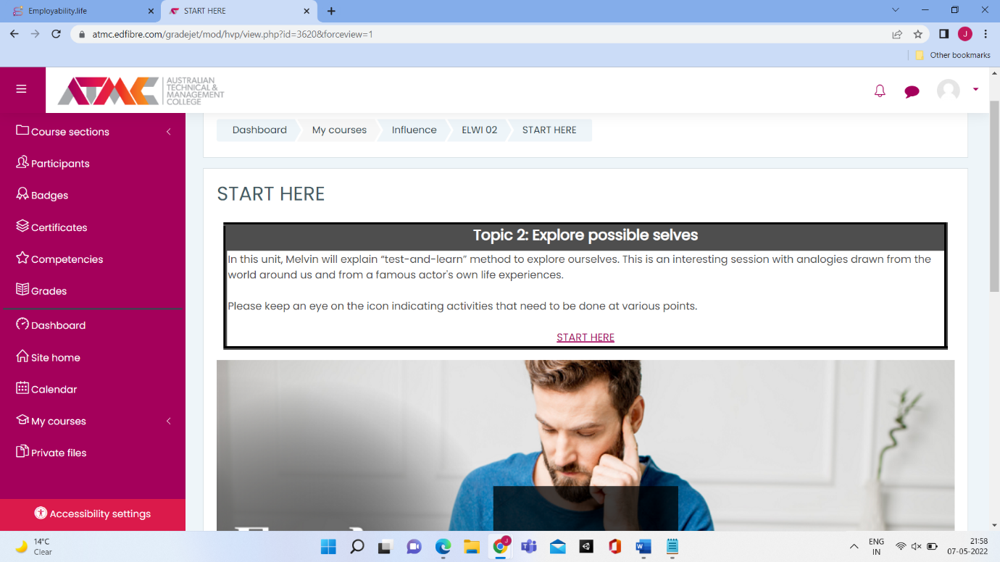 Employability.life
START HERE
atmc.edfibre.com/gradejet/mod/hvp/view.php?id=3620&forceview=1
J
Other bookmarks
ATMC
AUSTRALIAN
TECHNICAL &
MANAGEMENT
COLLEGE
Course sections
Participants
Badges
Certificates
Competencies
Grades
Dashboard
Site home
Calendar
My courses
Private files
Accessibility settings
Dashboard
My courses
Influence
ELWI 02
START HERE
START HERE
Topic 2: Explore possible selves
In this unit, Melvin will explain “test-and-learn” method to explore ourselves. This is an interesting session with analogies drawn from the
world around us and from a famous actor's own life experiences.
Please keep an eye on the icon indicating activities that need to be done at various points.
START HERE
14°C
Clear
J
ENG
IN
21:58
07-05-2022